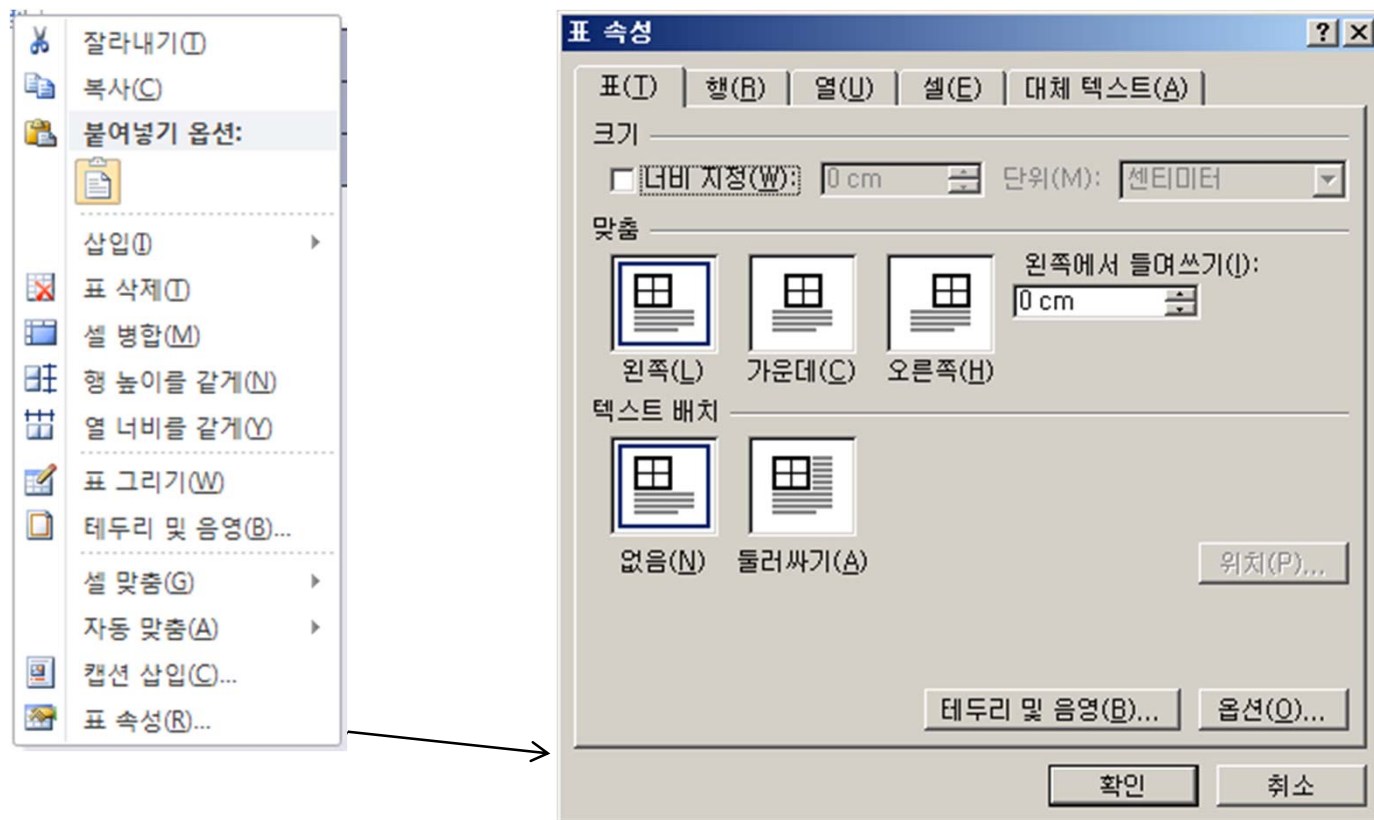 잘라내기(T)
복사(C)
붙여넣기 옵션:
삽입(I)
표 삭제(T)
셀 병합(M)
행 높이를 같게(N)
열 너비를 같게(Y)
표 그리기(W)
테두리 및 음영(B)...
셀 맞춤(G)
자동 맞춤(A)
캡션 삽입(C)...
표 속성(R)...
표 속성
표(T) 행(R) 열(U) 셀(E) 대체 텍스트(A)
크기
너비 지정(W): 0 cm 단위(M): 센티미터
맞춤
왼쪽에서 들여쓰기(I):
0 cm
왼쪽(L) 가운데(C) 오른쪽(H)
텍스트 배치
없음(N) 둘러싸기(A) 위치(P)...
테두리 및 음영(B)... 옵션(O)...
확인 취소